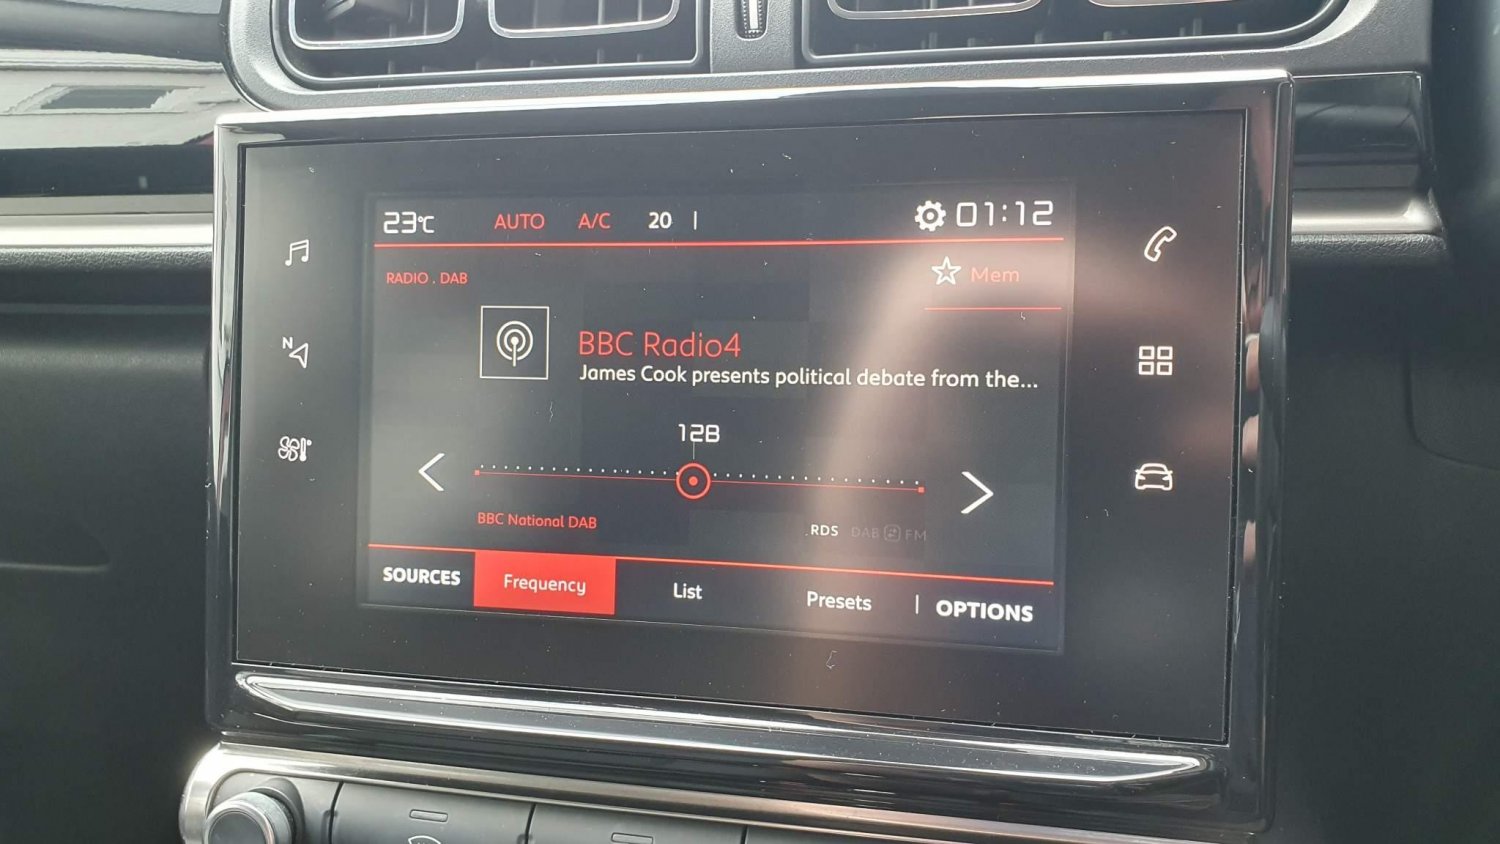 23°C AUTO A/C 20 | 01:12
RADIO . DAB
Mem
BBC Radio4
James Cook presents political debate from the...
N
12B
BBC National DAB
RDS DAB FM
SOURCES Frequency List Presets | OPTIONS